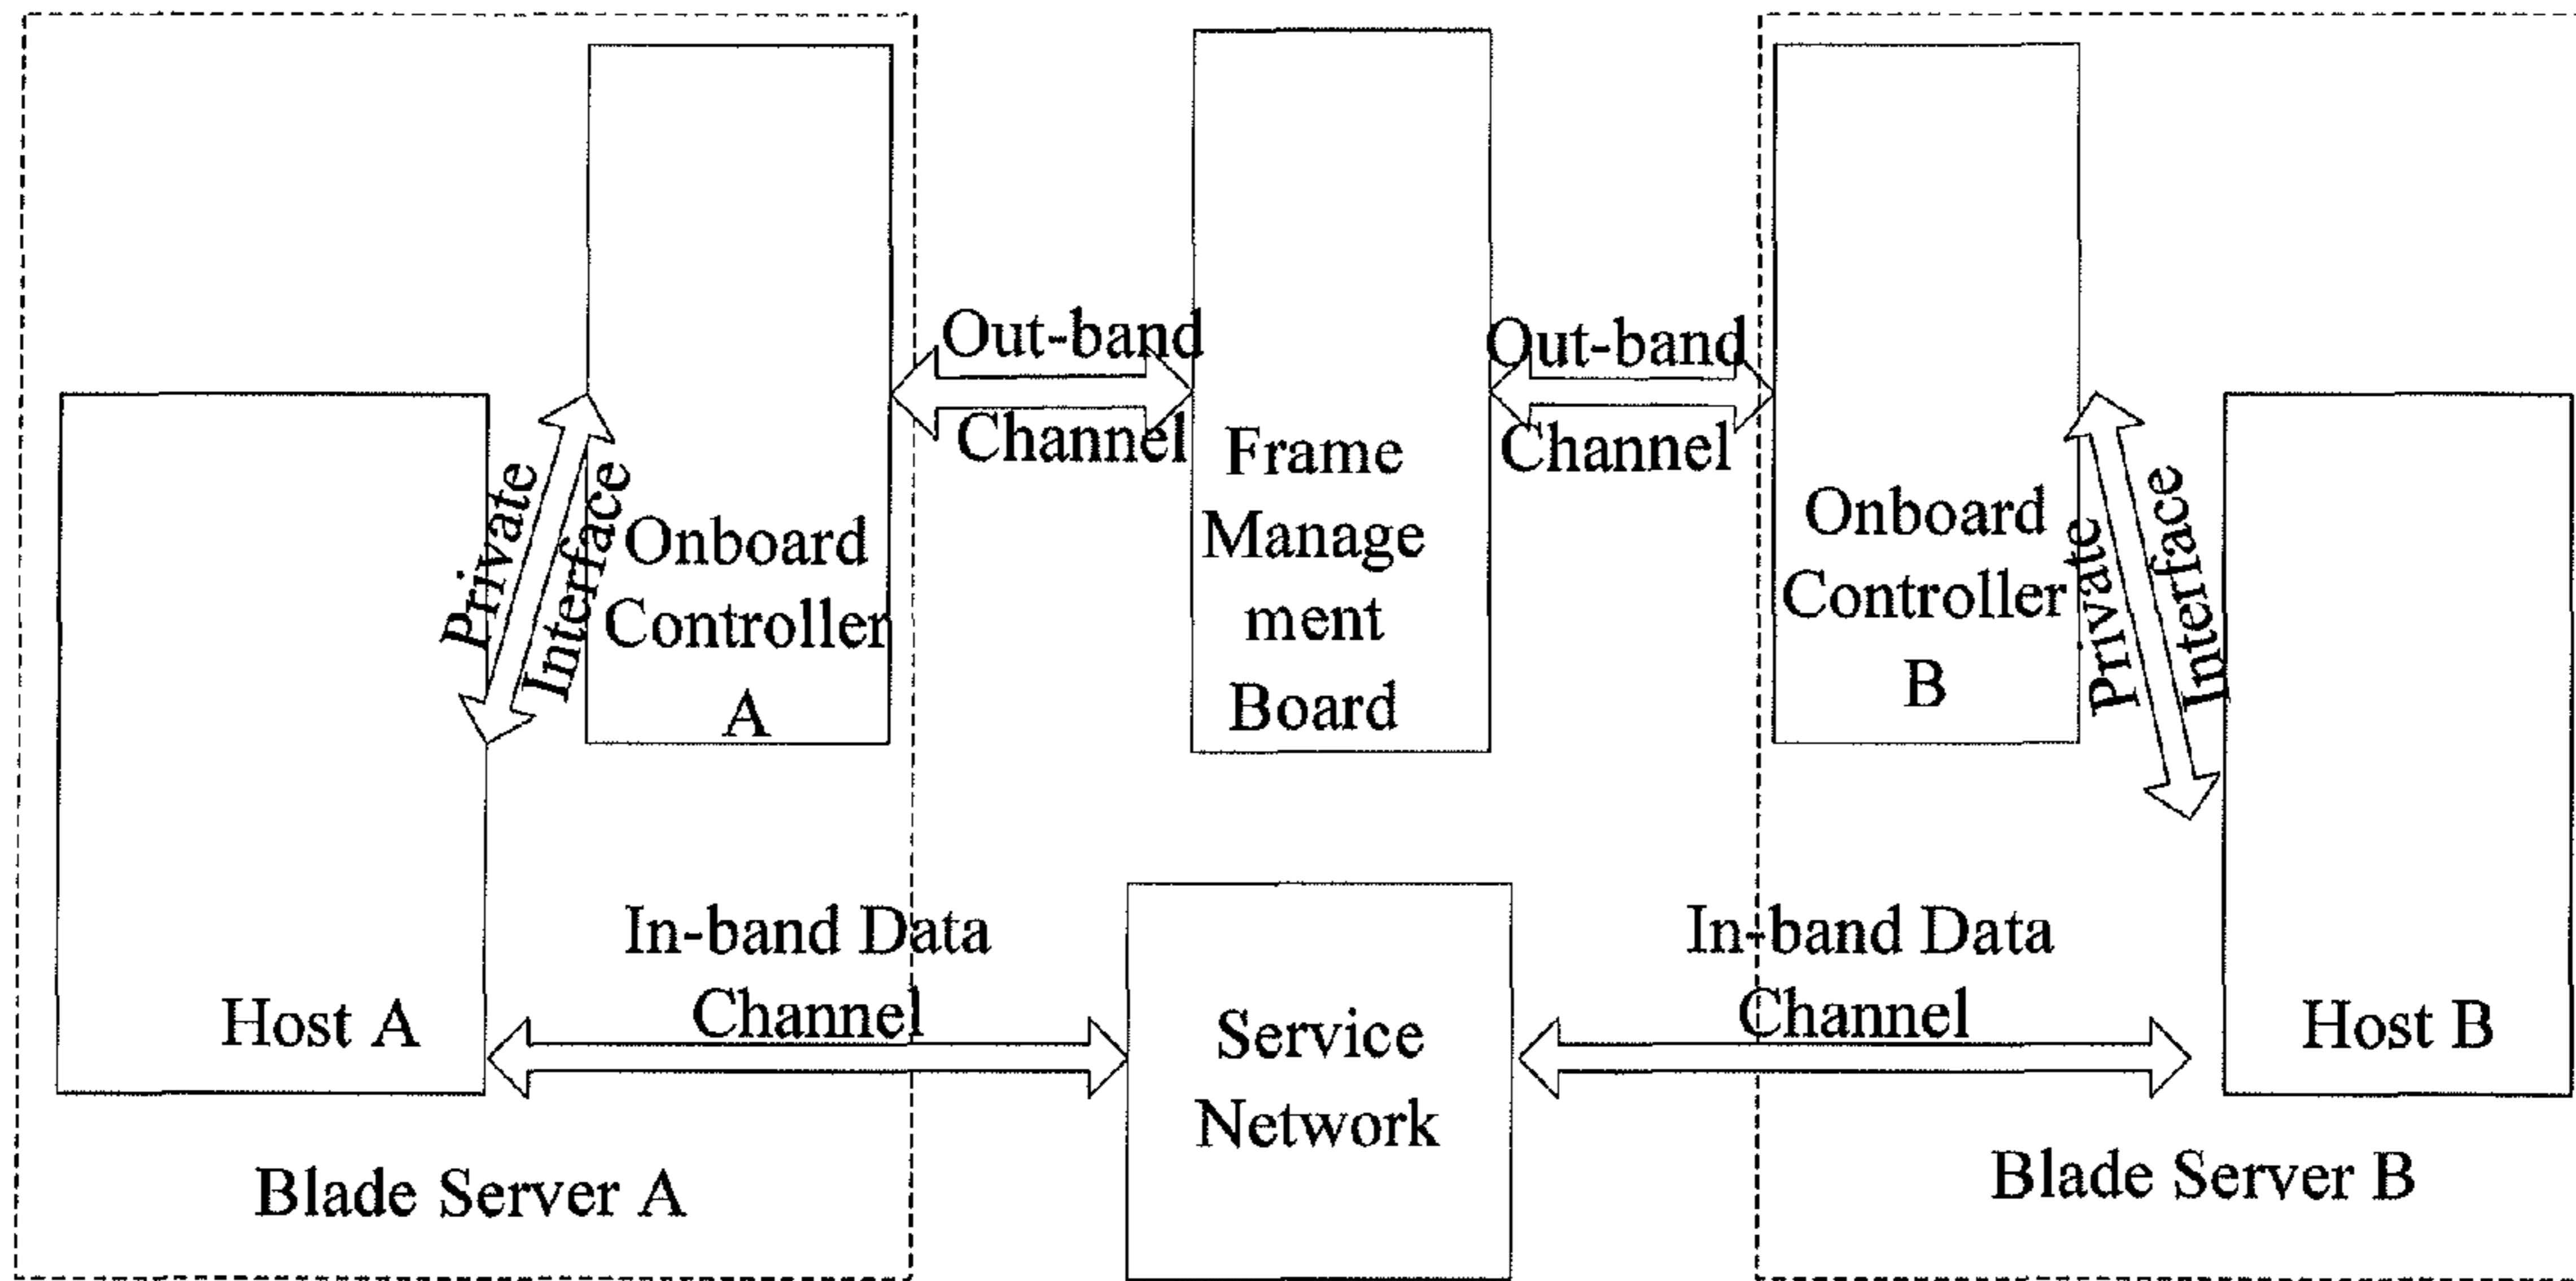 Out-band
Channel
Out-band
Channel
Private
Interface
Onboard
Controller
A
Frame
Manage
ment
Board
Onboard
Controller
B
Private
Interface
In-band Data
Channel
In-band Data
Channel
Host A
Service
Network
Host B
Blade Server A
Blade Server B